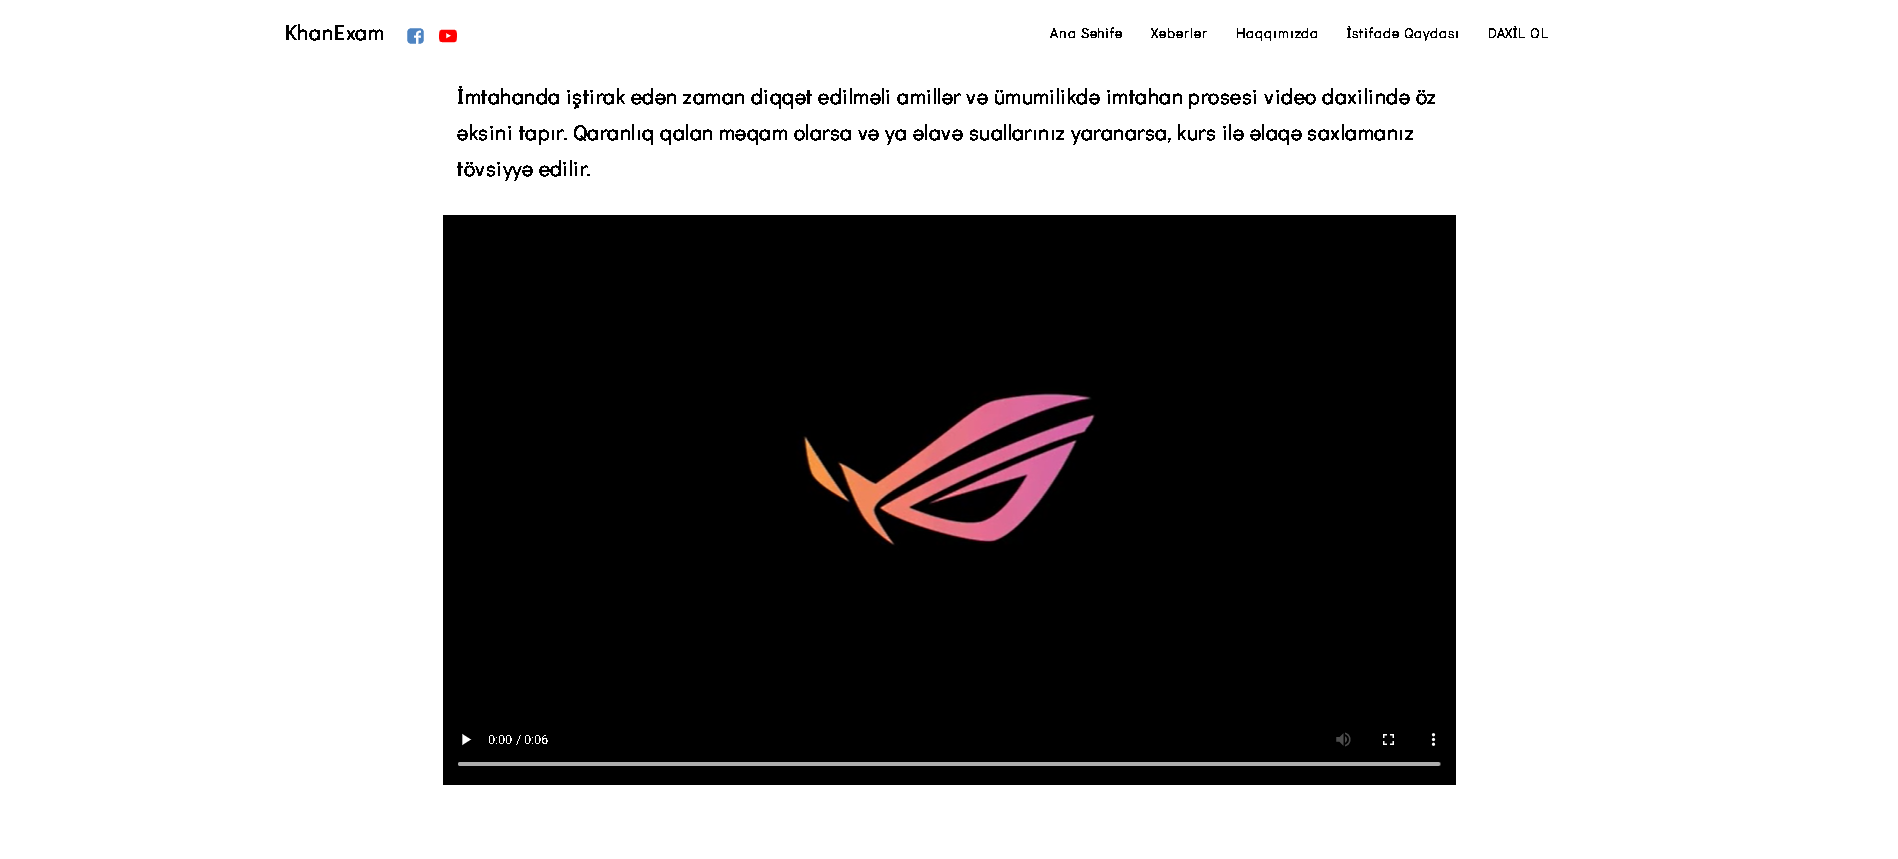 KhanExam
Ana Səhifə Xəbərlər Haqqımızda İstifadə Qaydası DAXİL OL
İmtahanda iştirak edən zaman diqqət edilməli amillər və ümumilikdə imtahan prosesi video daxilində öz
əksini tapır. Qaranlıq qalan məqam olarsa və ya əlavə suallarınız yaranarsa, kurs ilə əlaqə saxlamanız
tövsiyyə edilir.
0:00 / 0:06